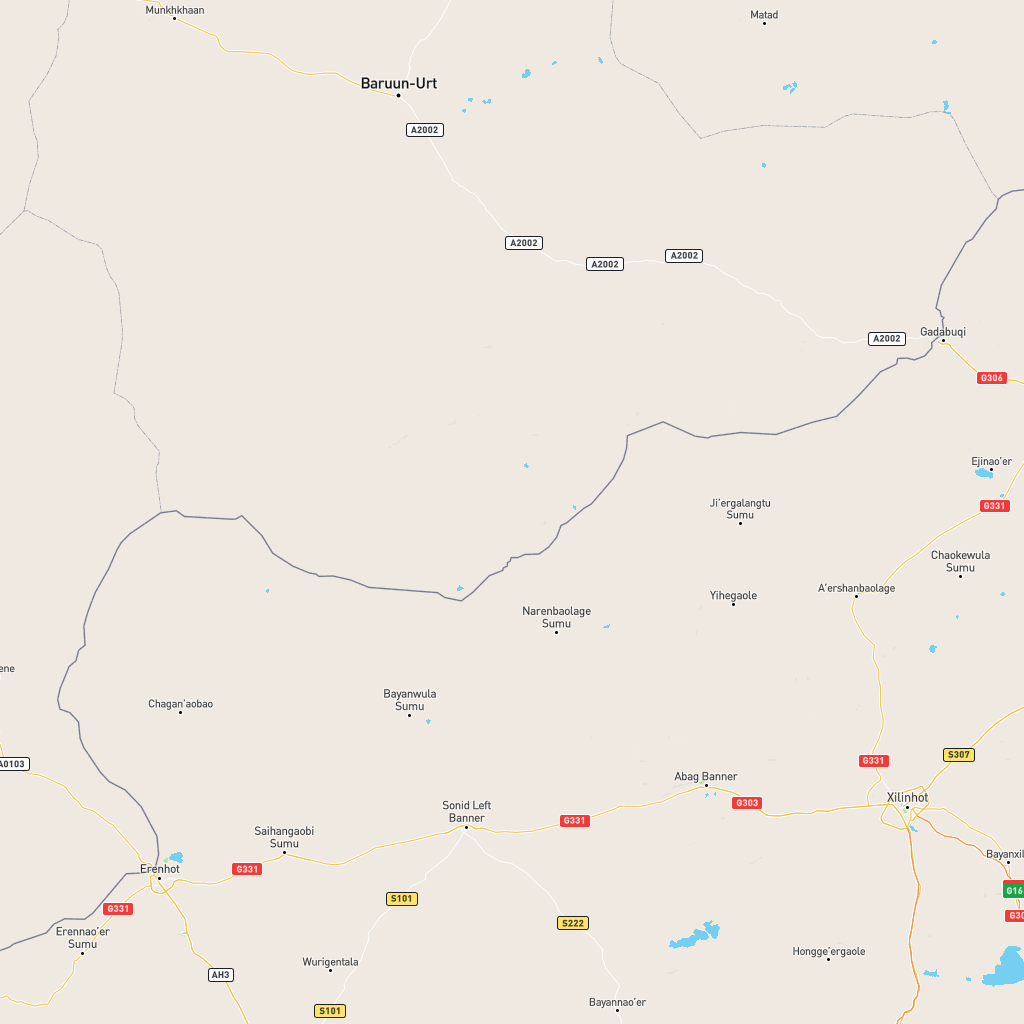 Munkhkhaan
Matad
Baruun-Urt
A2002
A2002
A2002
A2002
A2002
Gadabuqi
G306
Ejinao'er
G331
Ji'ergalangtu
Sumu
Chaokewula
Sumu
A'ershanbaolage
Yihegaole
Narenbaolage
Sumu
ene
Bayanwula
Sumu
Chagan'aobao
A0103
S307
G331
Abag Banner
G303
Xilinhot
Sonid Left
Banner
G331
Saihangaobi
Sumu
Bayanxil
Erenhot
G331
G16
S101
G331
G30
S222
Erennao'er
Sumu
Hongge'ergaole
Wurigentala
AH3
Bayannao'er
S101